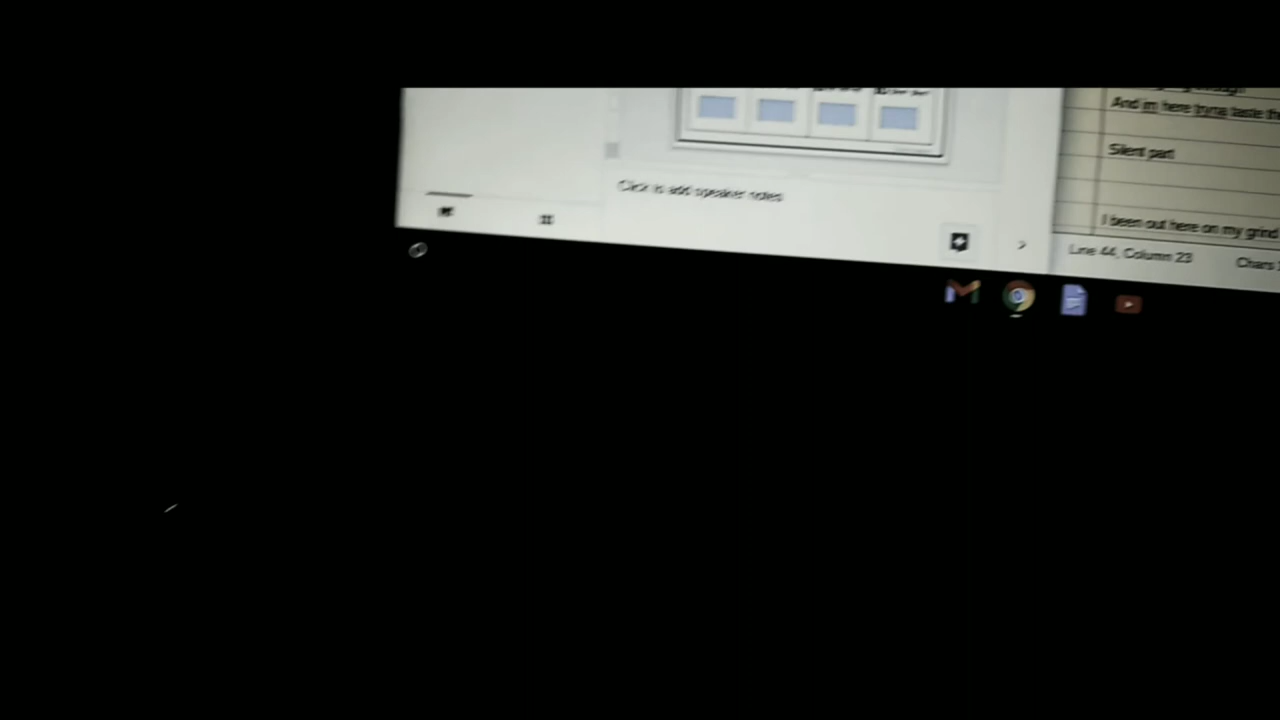 Click to add speaker notes
And im here tryna taste
Silent part
I been out here on my grind
Line 44, Column 23
Chars